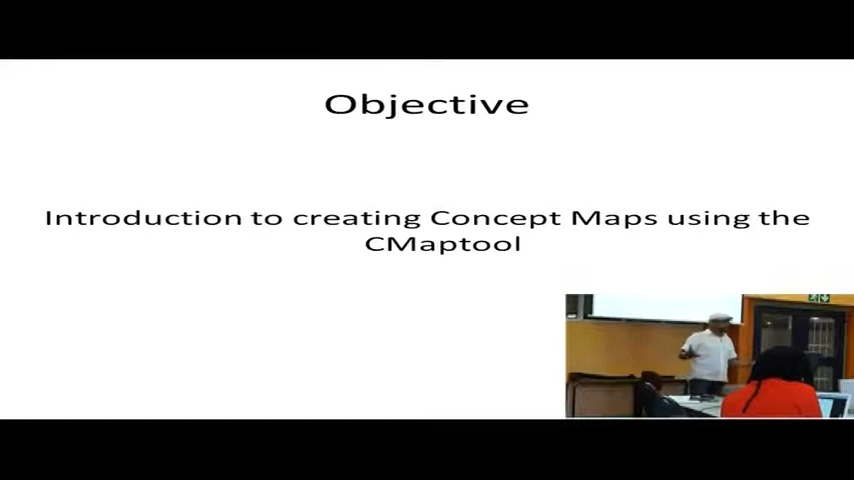 Objective
Introduction to creating Concept Maps using the
CMaptool